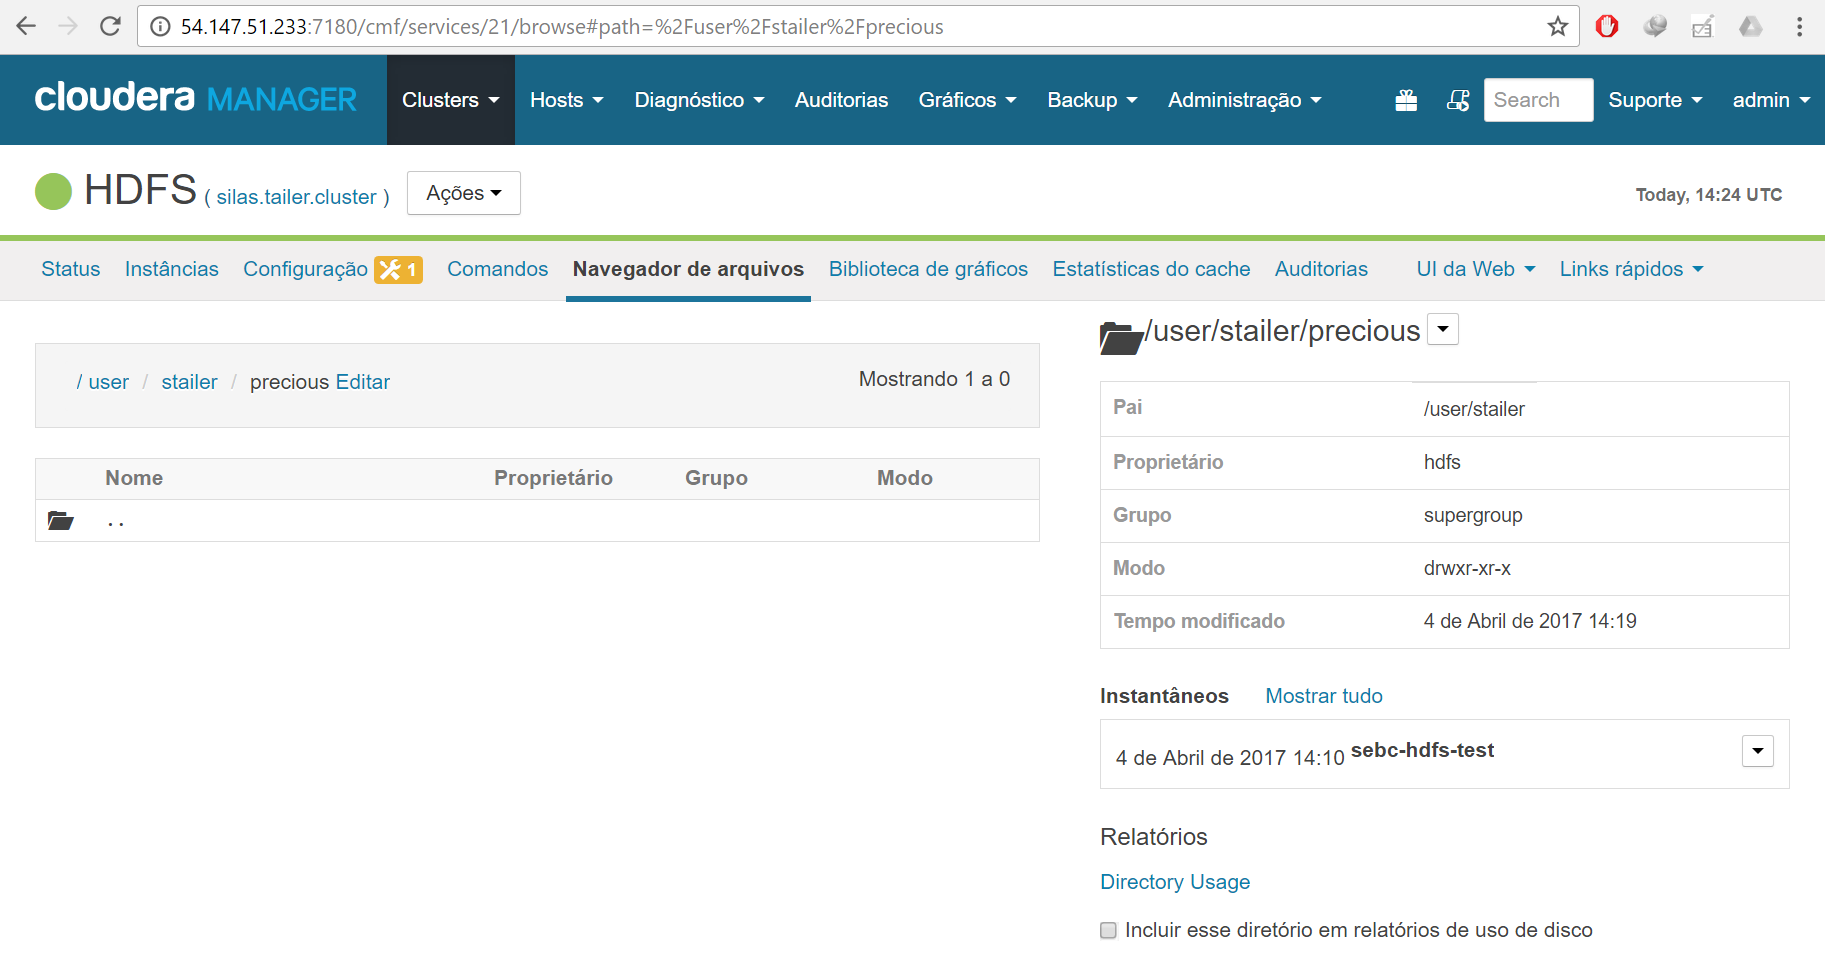 54.147.51.233:7180/cmf/services/21/browse#path=%2Fuser%2Fstailer%2Fprecious
cloudera MANAGER Clusters Hosts Diagnóstico Auditorias Gráficos Backup Administração Search Suporte admin
HDFS ( silas.tailer.cluster ) Ações Today, 14:24 UTC
Status Instâncias Configuração 1 Comandos Navegador de arquivos Biblioteca de gráficos Estatísticas do cache Auditorias UI da Web Links rápidos
/ user / stailer / precious Editar Mostrando 1 a 0
Nome Proprietário Grupo Modo
..
/user/stailer/precious
Pai /user/stailer
Proprietário hdfs
Grupo supergroup
Modo drwxr-xr-x
Tempo modificado 4 de Abril de 2017 14:19
Instantâneos Mostrar tudo
4 de Abril de 2017 14:10 sebc-hdfs-test
Relatórios
Directory Usage
Incluir esse diretório em relatórios de uso de disco